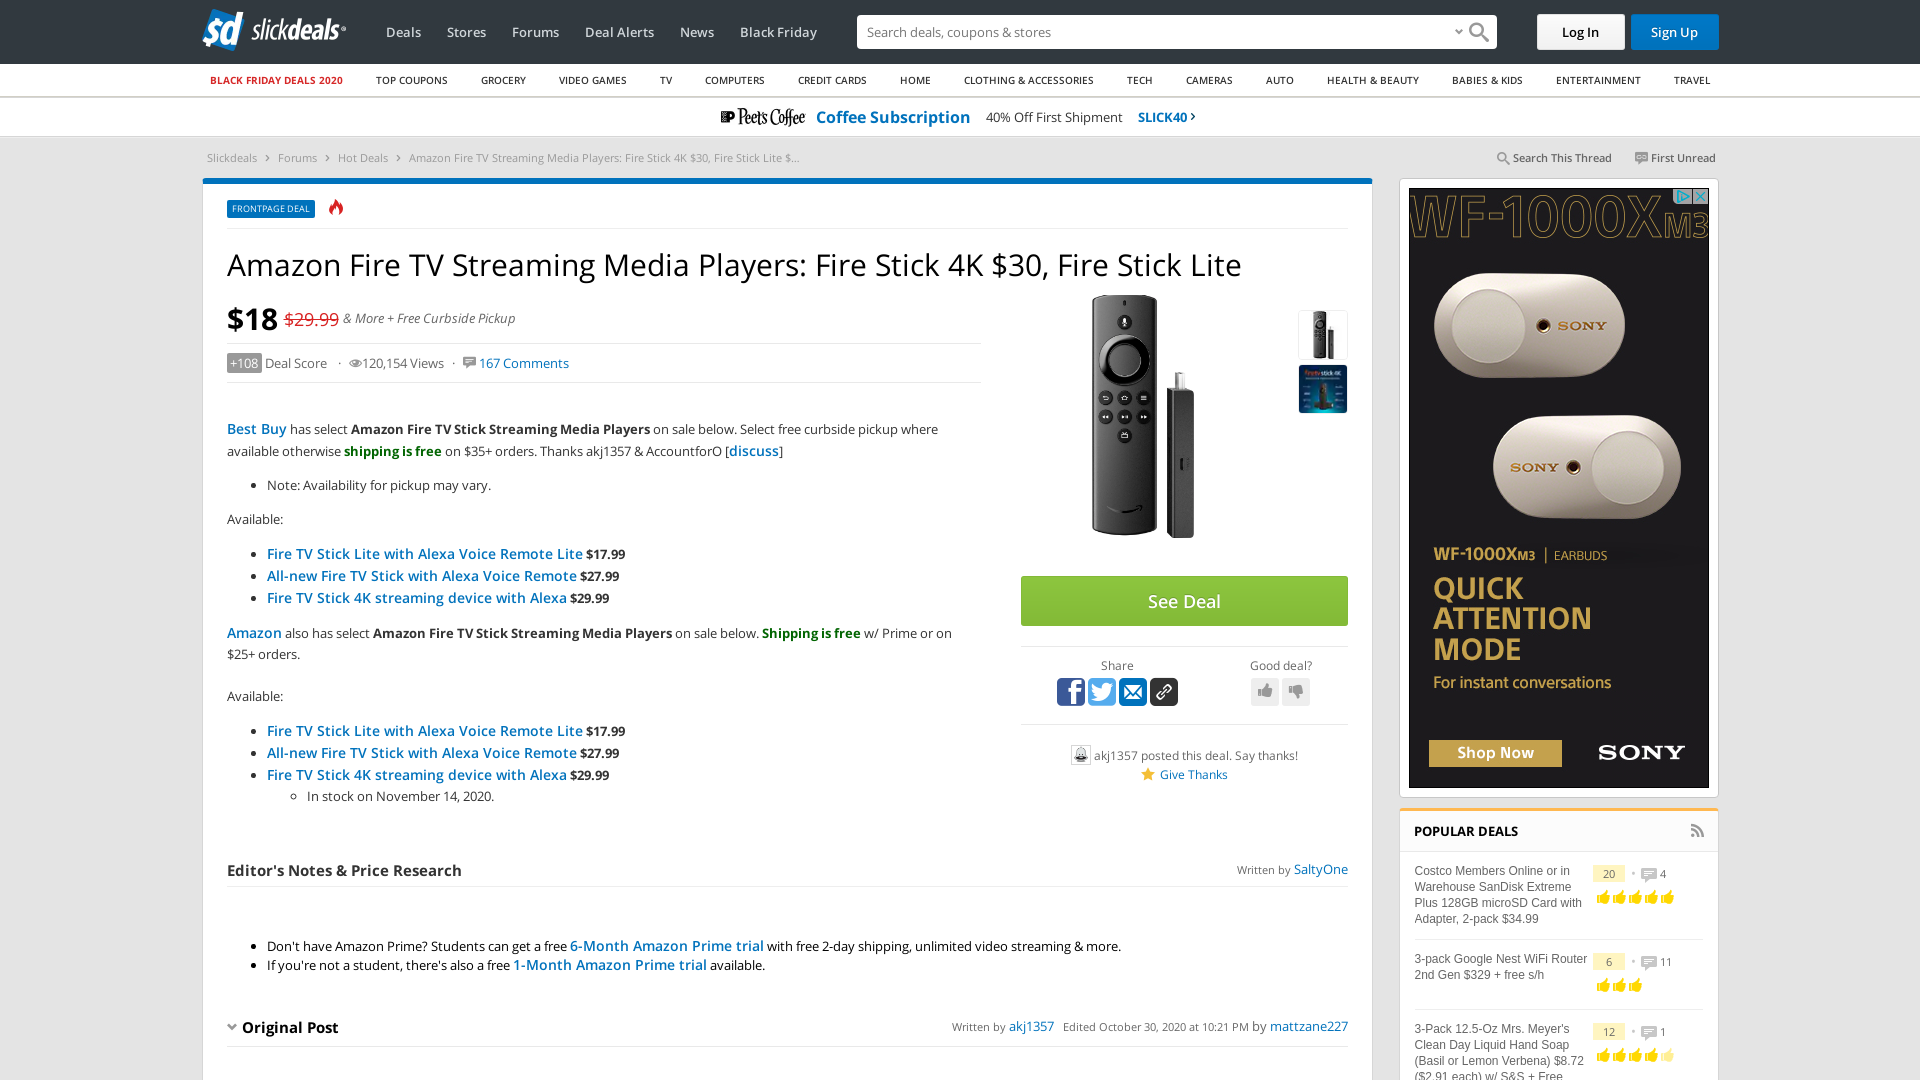 slickdeals
Deals
Stores
Forums
Deal Alerts
News
Black Friday
Search deals, coupons & stores
Log In
Sign Up
BLACK FRIDAY DEALS 2020
TOP COUPONS
GROCERY
VIDEO GAMES
TV
COMPUTERS
CREDIT CARDS
HOME
CLOTHING & ACCESSORIES
TECH
CAMERAS
AUTO
HEALTH & BEAUTY
BABIES & KIDS
ENTERTAINMENT
TRAVEL
Peet's Coffee Coffee Subscription 40% Off First Shipment SLICK40
Slickdeals > Forums > Hot Deals > Amazon Fire TV Streaming Media Players: Fire Stick 4K $30, Fire Stick Lite $...
Search This Thread
First Unread
FRONTPAGE DEAL
Amazon Fire TV Streaming Media Players: Fire Stick 4K $30, Fire Stick Lite
$18 $29.99 & More + Free Curbside Pickup
+108 Deal Score · 120,154 Views · 167 Comments
Best Buy has select Amazon Fire TV Stick Streaming Media Players on sale below. Select free curbside pickup where
available otherwise shipping is free on $35+ orders. Thanks akj1357 & AccountforO [discuss]
Note: Availability for pickup may vary.
Available:
Fire TV Stick Lite with Alexa Voice Remote Lite $17.99
All-new Fire TV Stick with Alexa Voice Remote $27.99
Fire TV Stick 4K streaming device with Alexa $29.99
Amazon also has select Amazon Fire TV Stick Streaming Media Players on sale below. Shipping is free w/ Prime or on
$25+ orders.
Available:
Fire TV Stick Lite with Alexa Voice Remote Lite $17.99
All-new Fire TV Stick with Alexa Voice Remote $27.99
Fire TV Stick 4K streaming device with Alexa $29.99
In stock on November 14, 2020.
See Deal
Share
Good deal?
akj1357 posted this deal. Say thanks!
Give Thanks
Editor's Notes & Price Research
Written by SaltyOne
Don't have Amazon Prime? Students can get a free 6-Month Amazon Prime trial with free 2-day shipping, unlimited video streaming & more.
If you're not a student, there's also a free 1-Month Amazon Prime trial available.
Original Post
Written by akj1357 Edited October 30, 2020 at 10:21 PM by mattzane227
WF-1000XM3
SONY
SONY
WF-1000XM3 | EARBUDS
QUICK
ATTENTION
MODE
For instant conversations
Shop Now
SONY
POPULAR DEALS
Costco Members Online or in
Warehouse SanDisk Extreme
Plus 128GB microSD Card with
Adapter, 2-pack $34.99
20 • 4
3-pack Google Nest WiFi Router
2nd Gen $329 + free s/h
6 • 11
3-Pack 12.5-Oz Mrs. Meyer's
Clean Day Liquid Hand Soap
(Basil or Lemon Verbena) $8.72
($2.91 each) w/ S&S + Free
12 • 1